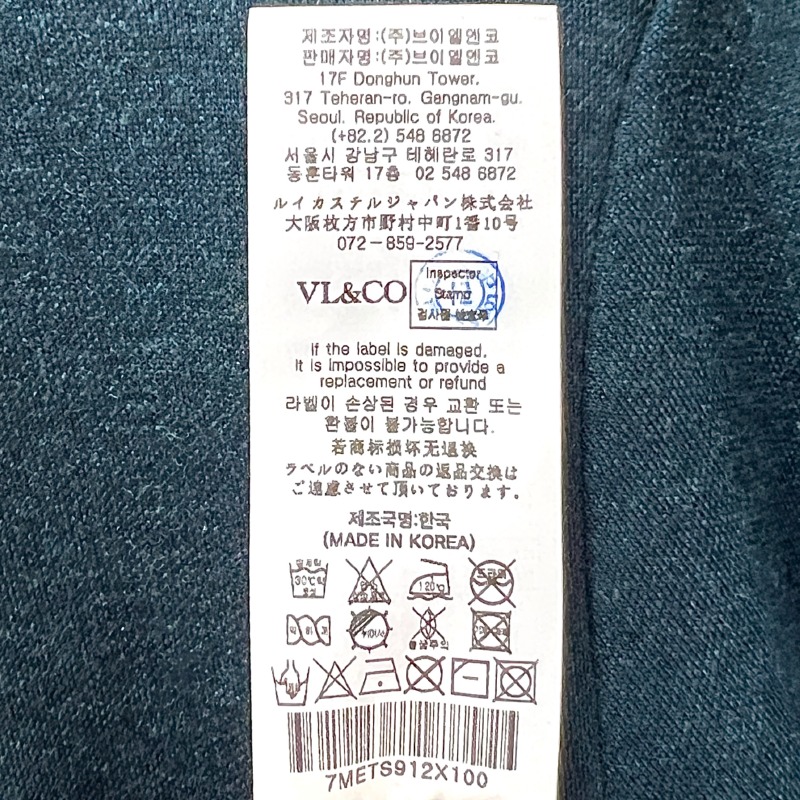 제조자명:(주)브이엘엔코
판매자명:(주)브이엘엔코
17F Donghun Tower,
317 Teheran-ro, Gangnam-gu,
Seoul, Republic of Korea.
(+82.2) 548 6872
서울시 강남구 테헤란로 317
동훈타워 17층 02 548 6872
ルイカステルジャパン株式会社
大阪枚方市野村中町1番10号
072-859-2577
VL&CO
Inspector
Stamp
If the label is damaged,
it is impossible to provide a
replacement or refund
라벨이 손상된 경우 교환 또는
환불이 불가능합니다.
若商标损坏无退换
ラベルのない商品の返品交換は
ご遠慮させて頂いております。
제조국명:한국
(MADE IN KOREA)
30℃
120℃
7METS912X100